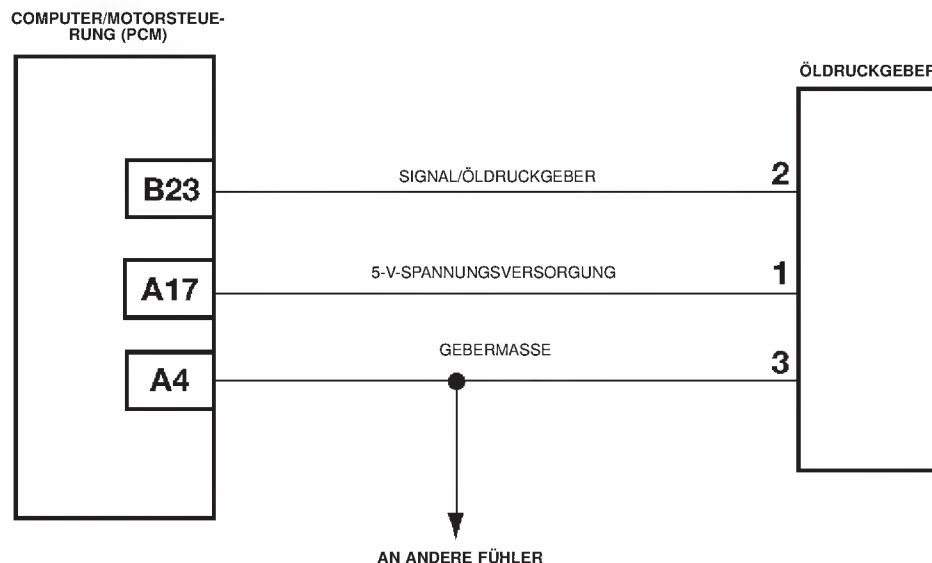 COMPUTER/MOTORSTEUE-
RUNG (PCM)
ÖLDRUCKGEBER
B23
SIGNAL/ÖLDRUCKGEBER
2
A17
5-V-SPANNUNGSVERSORGUNG
1
A4
GEBERMASSE
3
AN ANDERE FÜHLER